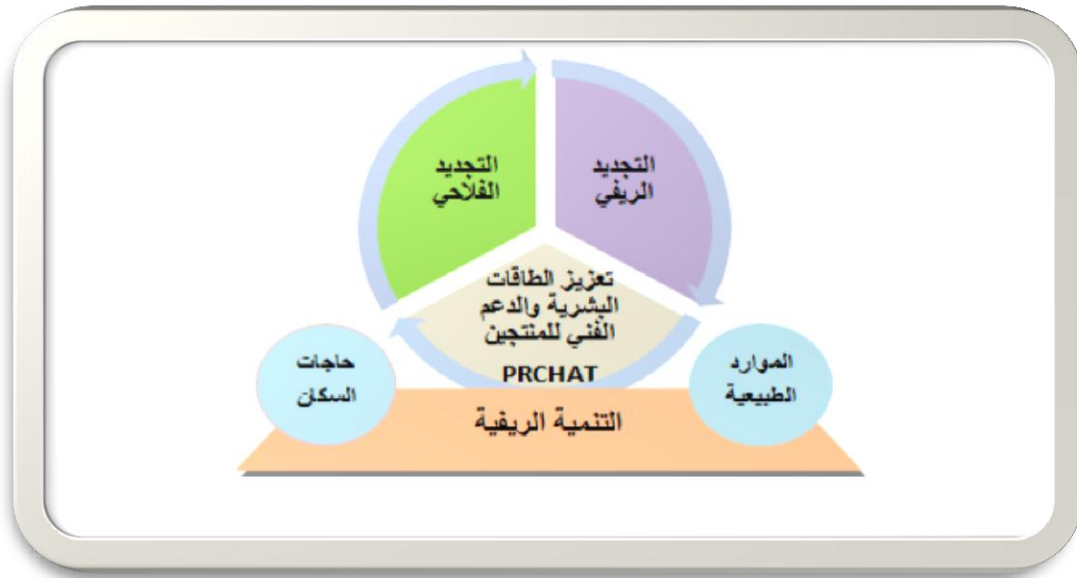 التجديد
الريفي
التجديد
الفلاحي
تعزيز الطاقات
البشرية والدعم
الفني للمنتجين
PRCHAT
الموارد
الطبيعية
حاجات
السكان
التنمية الريفية